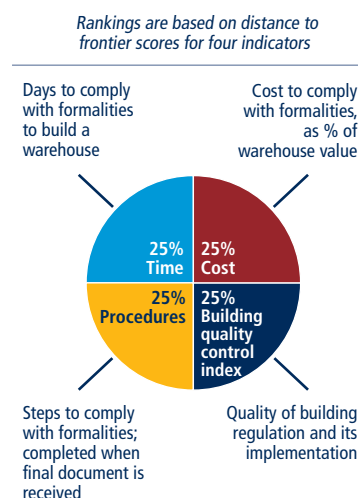 Rankings are based on distance to
frontier scores for four indicators
Days to comply
with formalities
to build a
warehouse
Cost to comply
with formalities,
as % of
warehouse value
25%
Time
25%
Cost
25%
Procedures
25%
Building
quality
control
index
Steps to comply
with formalities;
completed when
final document is
received
Quality of building
regulation and its
implementation